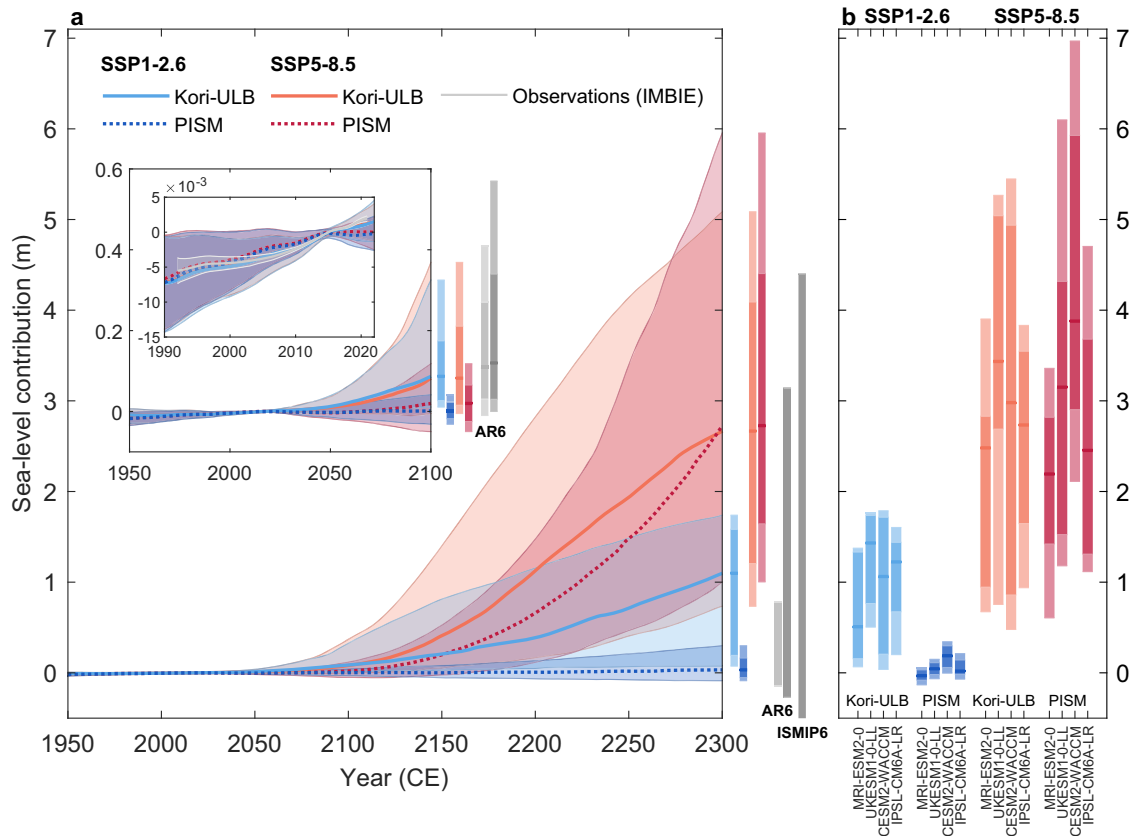 a
b
SSP1-2.6 SSP5-8.5
SSP1-2.6 SSP5-8.5
Kori-ULB Kori-ULB Observations (IMBIE)
PISM PISM
Sea-level contribution (m)
7
6
5
4
3
2
1
0
0.6
0.4
0.2
0
× 10⁻³
5
0
-5
-10
-15
1990 2000 2010 2020
1950 2000 2050 2100
AR6
AR6
ISMIP6
1950 2000 2050 2100 2150 2200 2250 2300
Year (CE)
7
6
5
4
3
2
1
0
Kori-ULB PISM Kori-ULB PISM
MRI-ESM2-0
UKESM1-0-LL
CESM2-WACCM
IPSL-CM6A-LR
MRI-ESM2-0
UKESM1-0-LL
CESM2-WACCM
IPSL-CM6A-LR
MRI-ESM2-0
UKESM1-0-LL
CESM2-WACCM
IPSL-CM6A-LR
MRI-ESM2-0
UKESM1-0-LL
CESM2-WACCM
IPSL-CM6A-LR